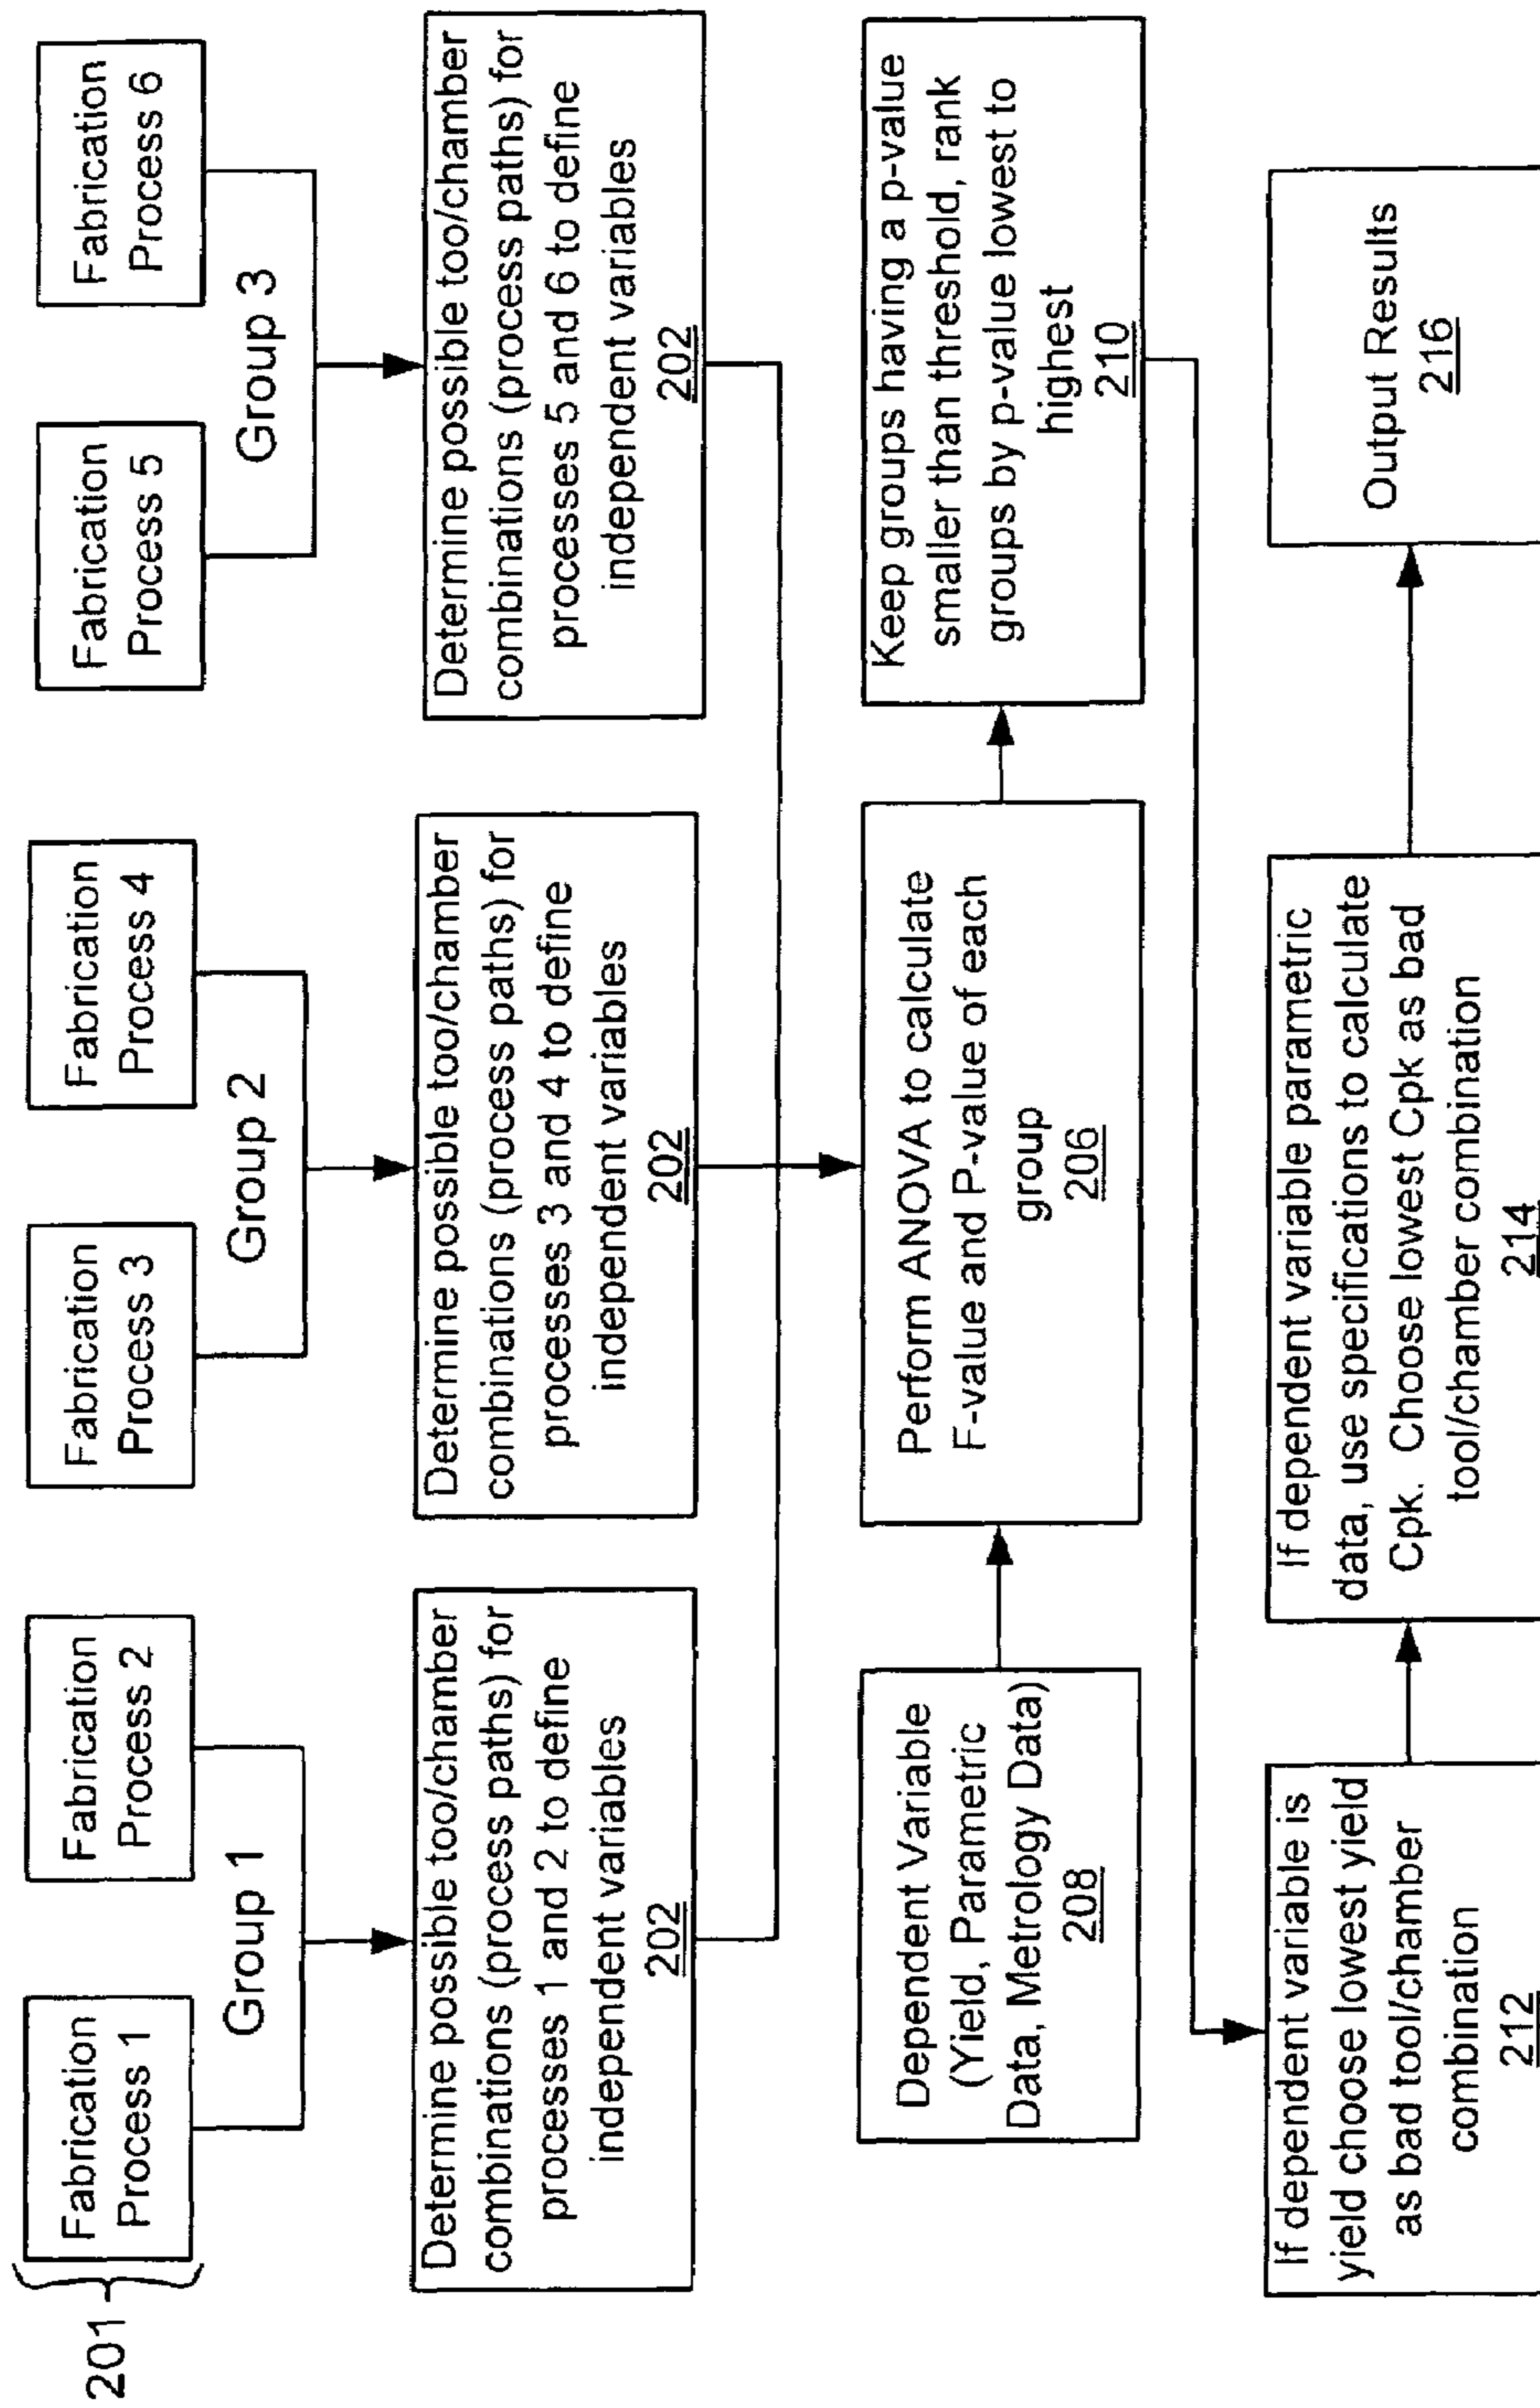 201
Fabrication
Process 1
Fabrication
Process 2
Group 1
Fabrication
Process 3
Fabrication
Process 4
Group 2
Fabrication
Process 5
Fabrication
Process 6
Group 3
Determine possible too/chamber
combinations (process paths) for
processes 1 and 2 to define
independent variables
202
Determine possible too/chamber
combinations (process paths) for
processes 3 and 4 to define
independent variables
202
Determine possible too/chamber
combinations (process paths) for
processes 5 and 6 to define
independent variables
202
Dependent Variable
(Yield, Parametric
Data, Metrology Data)
208
Perform ANOVA to calculate
F-value and P-value of each
group
206
Keep groups having a p-value
smaller than threshold, rank
groups by p-value lowest to
highest
210
If dependent variable is
yield choose lowest yield
as bad tool/chamber
combination
212
If dependent variable parametric
data, use specifications to calculate
Cpk. Choose lowest Cpk as bad
tool/chamber combination
214
Output Results
216